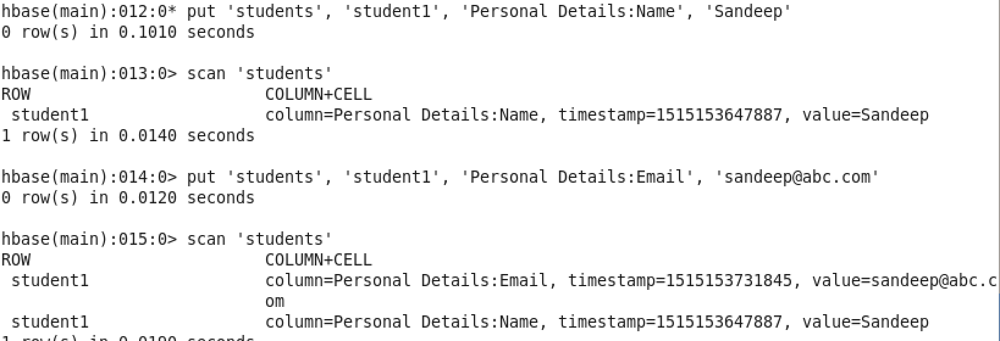 hbase(main):012:0* put 'students', 'student1', 'Personal Details:Name', 'Sandeep'
0 row(s) in 0.1010 seconds
hbase(main):013:0> scan 'students'
ROW COLUMN+CELL
student1 column=Personal Details:Name, timestamp=1515153647887, value=Sandeep
1 row(s) in 0.0140 seconds
hbase(main):014:0> put 'students', 'student1', 'Personal Details:Email', 'sandeep@abc.com'
0 row(s) in 0.0120 seconds
hbase(main):015:0> scan 'students'
ROW COLUMN+CELL
student1 column=Personal Details:Email, timestamp=1515153731845, value=sandeep@abc.c
om
student1 column=Personal Details:Name, timestamp=1515153647887, value=Sandeep
1 row(s) in seconds